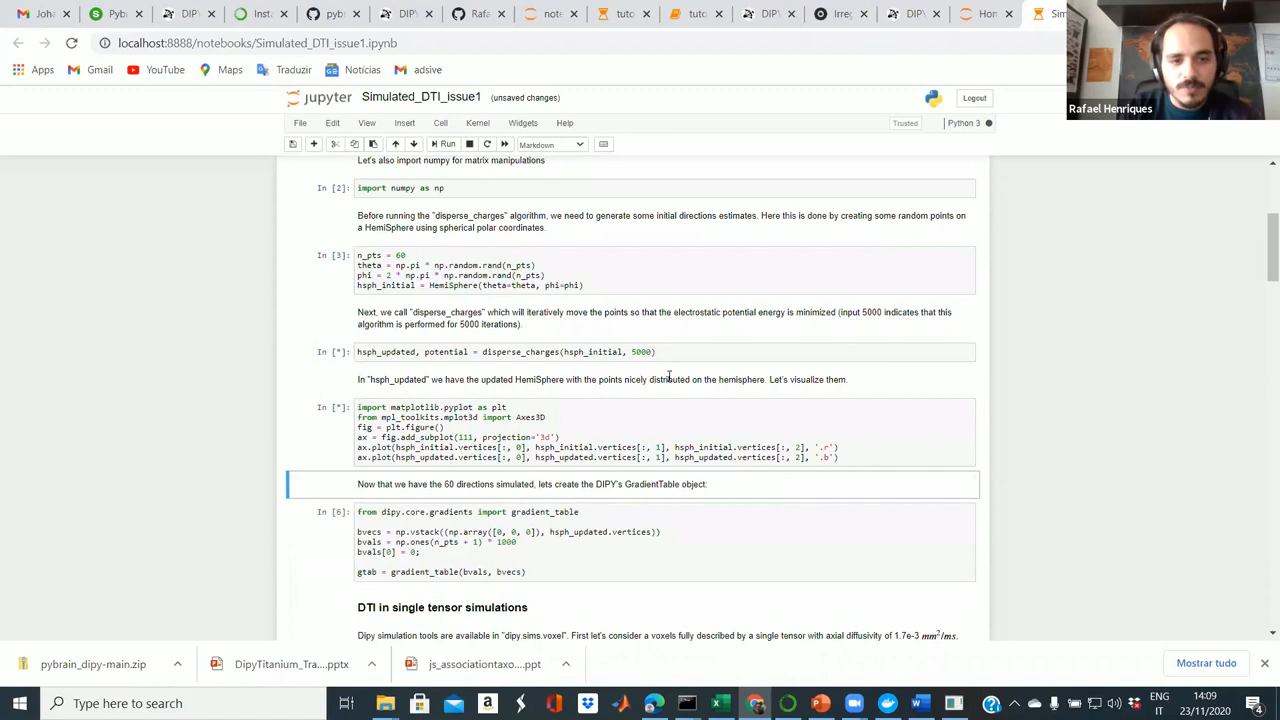 Joh
Pyb
DIP
Inst
pyb
DIP
pyb
note
tuto
tuto
DIP
Irreg
DIP
Hon
Sim
localhost:8888/notebooks/Simulated_DTI_issue1.ipynb
Apps
Gmail
YouTube
Maps
Traduzir
Notícias
adsive
Rafael Henriques
jupyter Simulated_DTI_issue1 (unsaved changes)
Logout
File Edit View Insert Cell Kernel Widgets Help
Trusted
Python 3
Run
Markdown
Let's also import numpy for matrix manipulations
In [2]: import numpy as np
Before running the "disperse_charges" algorithm, we need to generate some initial directions estimates. Here this is done by creating some random points on
a HemiSphere using spherical polar coordinates.
In [3]: n_pts = 60
theta = np.pi * np.random.rand(n_pts)
phi = 2 * np.pi * np.random.rand(n_pts)
hsph_initial = HemiSphere(theta=theta, phi=phi)
Next, we call "disperse_charges" which will iteratively move the points so that the electrostatic potential energy is minimized (input 5000 indicates that this
algorithm is performed for 5000 iterations).
In [*]: hsph_updated, potential = disperse_charges(hsph_initial, 5000)
In "hsph_updated" we have the updated HemiSphere with the points nicely distributed on the hemisphere. Let's visualize them.
In [*]: import matplotlib.pyplot as plt
from mpl_toolkits.mplot3d import Axes3D
fig = plt.figure()
ax = fig.add_subplot(111, projection='3d')
ax.plot(hsph_initial.vertices[:, 0], hsph_initial.vertices[:, 1], hsph_initial.vertices[:, 2], '.r')
ax.plot(hsph_updated.vertices[:, 0], hsph_updated.vertices[:, 1], hsph_updated.vertices[:, 2], '.b')
Now that we have the 60 directions simulated, lets create the DIPY's GradientTable object:
In [6]: from dipy.core.gradients import gradient_table
bvecs = np.vstack((np.array([0, 0, 0]), hsph_updated.vertices))
bvals = np.ones(n_pts + 1) * 1000
bvals[0] = 0;
gtab = gradient_table(bvals, bvecs)
DTI in single tensor simulations
Dipy simulation tools are available in "dipy.sims.voxel". First let's consider a voxels fully described by a single tensor with axial diffusivity of 1.7e-3 mm²/ms.
pybrain_dipy-main.zip
DipyTitanium_Tra....pptx
js_associationtaxo....ppt
Mostrar tudo
Type here to search
ENG
IT
14:09
23/11/2020